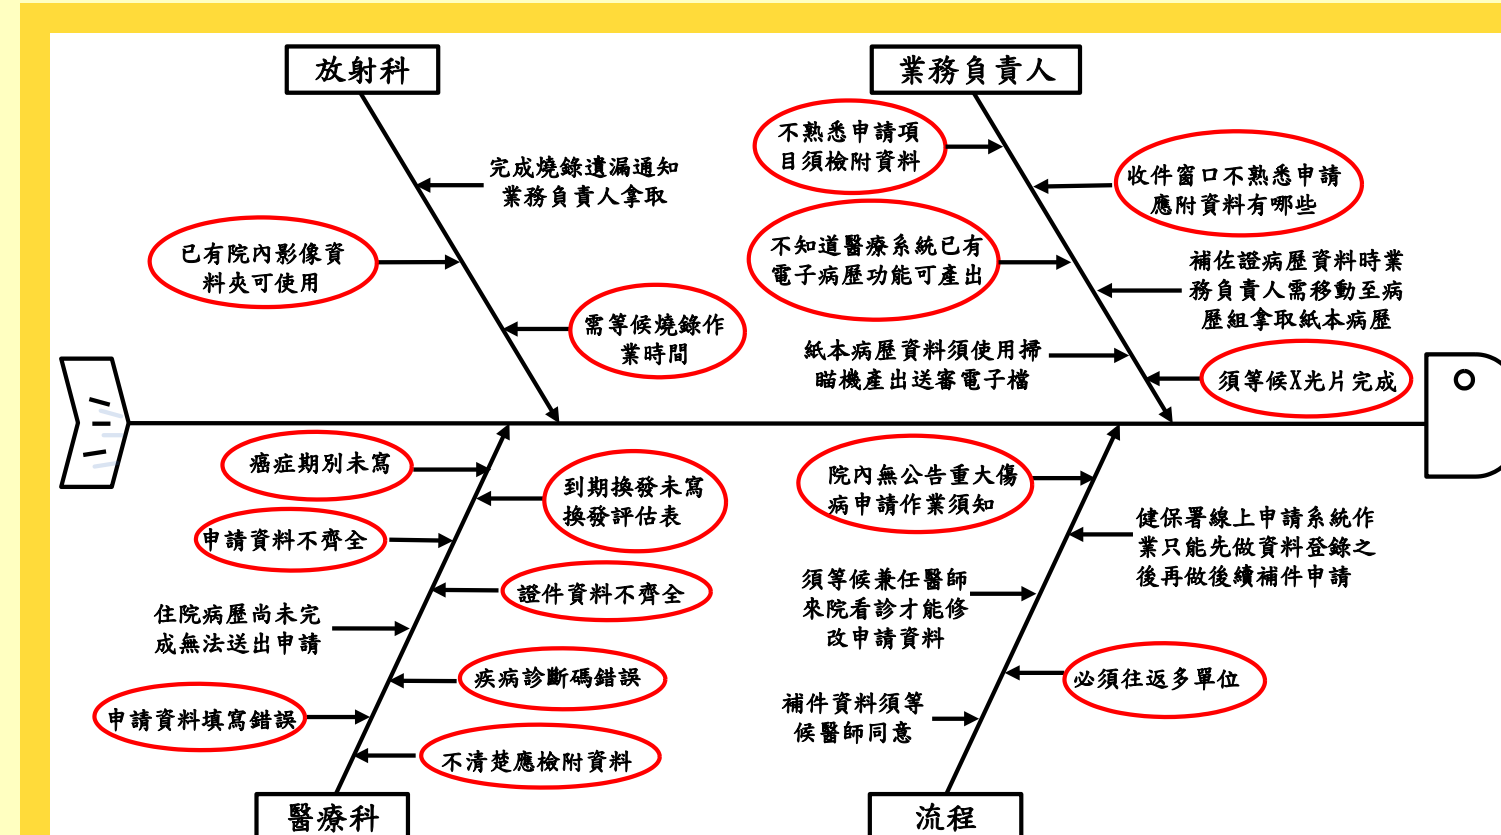 放射科
完成燒錄遺漏通知
業務負責人拿取
已有院內影像資
料夾可使用
需等候燒錄作
業時間
業務負責人
不熟悉申請項
目須檢附資料
收件窗口不熟悉申請
應附資料有哪些
不知道醫療系統已有
電子病歷功能可產出
補佐證病歷資料時業
務負責人需移動至病
歷組拿取紙本病歷
紙本病歷資料須使用掃
瞄機產出送審電子檔
須等候X光片完成
癌症期別未寫
到期換發未寫
換發評估表
申請資料不齊全
證件資料不齊全
住院病歷尚未完
成無法送出申請
疾病診斷碼錯誤
申請資料填寫錯誤
不清楚應檢附資料
醫療科
院內無公告重大傷
病申請作業須知
健保署線上申請系統作
業只能先做資料登錄之
後再做後續補件申請
須等候兼任醫師
來院看診才能修
改申請資料
必須往返多單位
補件資料須等
候醫師同意
流程